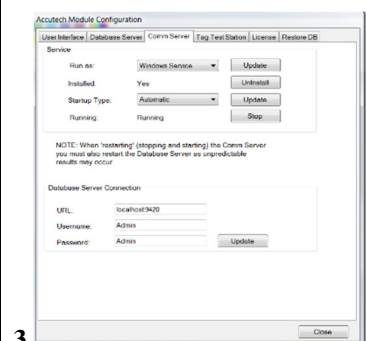 Accutech Module Configuration
User Interface Database Server Comm Server Tag Test Station License Restore DB
Service
Run as: Windows Service Update
Installed: Yes Uninstall
Startup Type: Automatic Update
Running: Running Stop
NOTE: When 'restarting' (stopping and starting) the Comm Server
you must also restart the Database Server as unpredictable
results may occur
Database Server Connection
URL: localhost:9420
Username: Admin
Password: Admin Update
Close
3